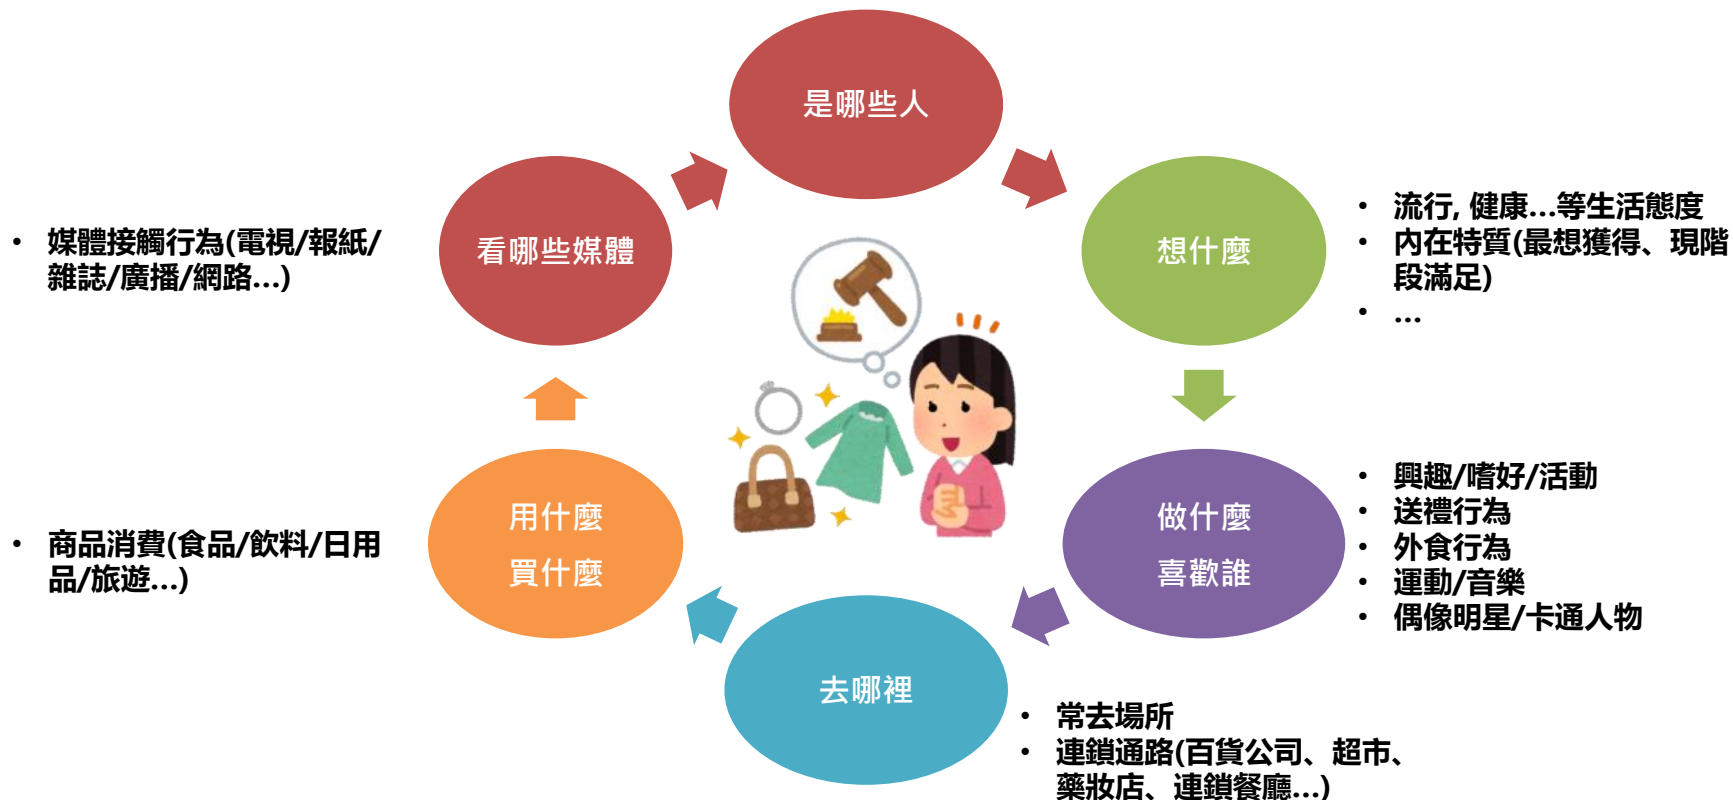 是哪些人
想什麼
• 流行, 健康…等生活態度
• 內在特質(最想獲得、現階
段滿足)
• …
做什麼
喜歡誰
• 興趣/嗜好/活動
• 送禮行為
• 外食行為
• 運動/音樂
• 偶像明星/卡通人物
去哪裡
• 常去場所
• 連鎖通路(百貨公司、超市、
藥妝店、連鎖餐廳…)
用什麼
買什麼
• 商品消費(食品/飲料/日用
品/旅遊…)
看哪些媒體
• 媒體接觸行為(電視/報紙/
雜誌/廣播/網路…)